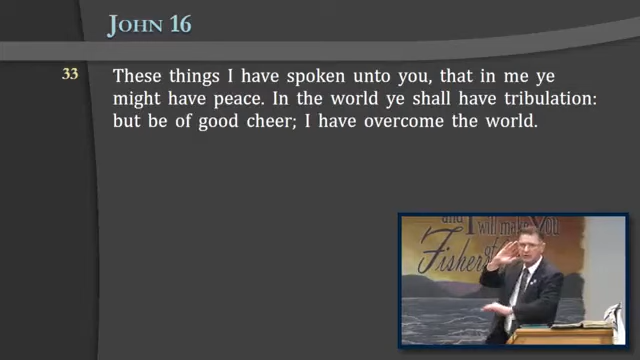 JOHN 16
33 These things I have spoken unto you, that in me ye
might have peace. In the world ye shall have tribulation:
but be of good cheer; I have overcome the world.
and I will make You
Fishers of